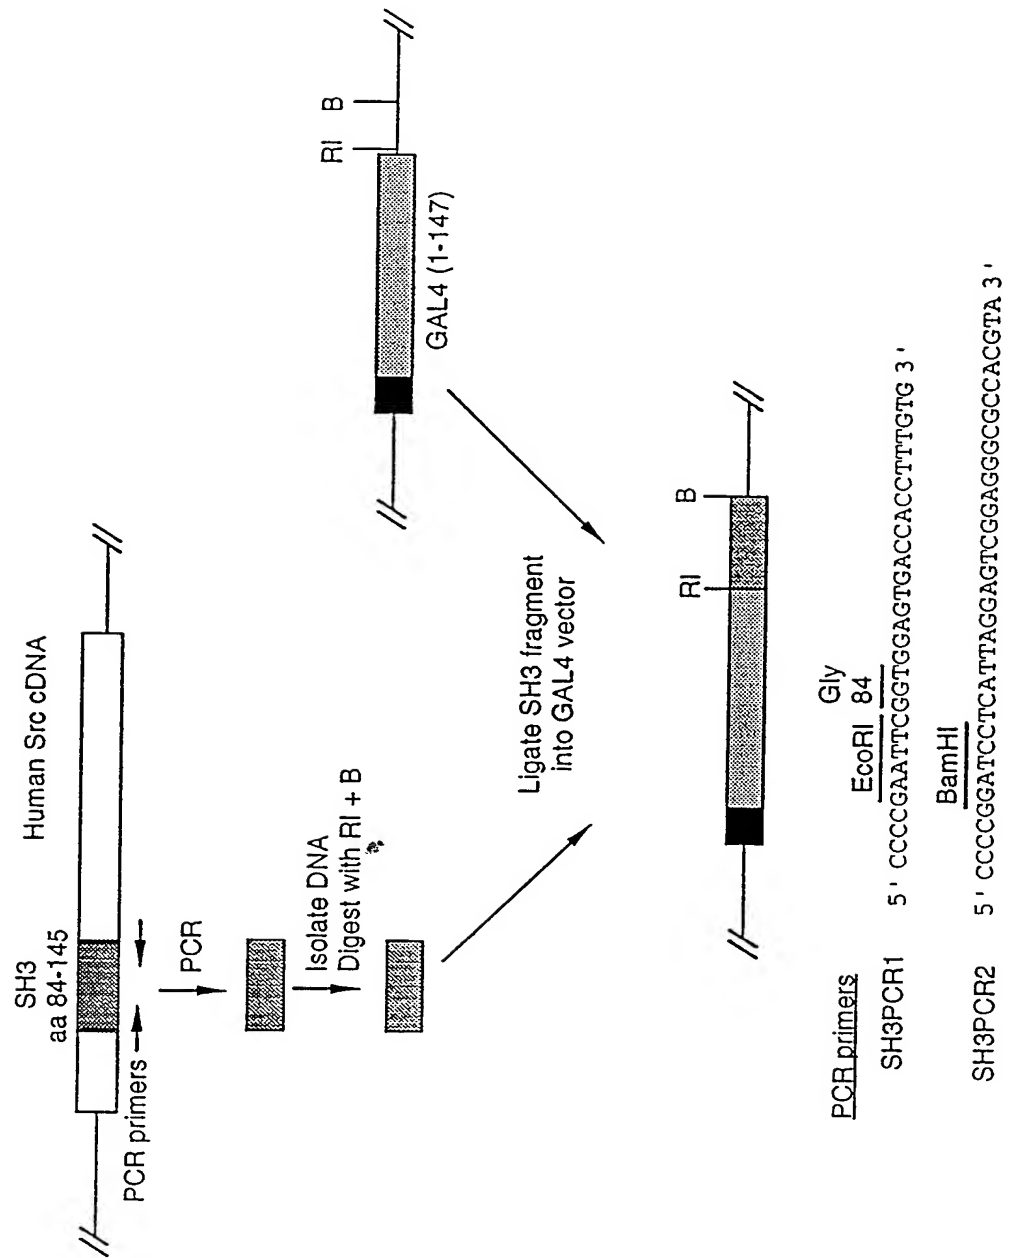 SH3
aa 84-145
Human Src cDNA
PCR primers
PCR
Isolate DNA
Digest with RI + B
RI
B
GAL4 (1-147)
Ligate SH3 fragment
into GAL4 vector
RI
B
PCR primers
Gly
EcoRI 84
SH3PCR1 5' CCCCGAATTCGGTGGAGTGACCACCTTTGTG 3'
BamHI
SH3PCR2 5' CCCCGGATCCTCATTAGGAGTCGGAGGGCGCCACGTA 3'